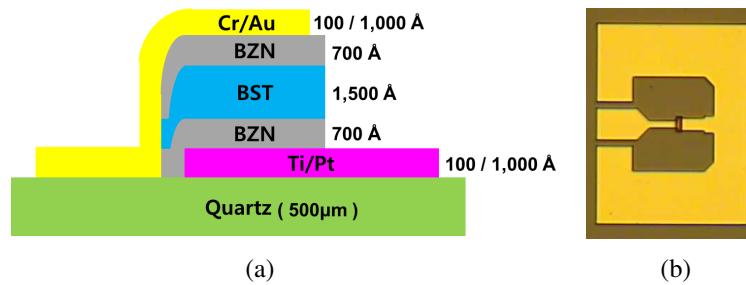 Cr/Au 100 / 1,000 Å
BZN 700 Å
BST 1,500 Å
BZN 700 Å
Ti/Pt 100 / 1,000 Å
Quartz ( 500μm )
(a) (b)